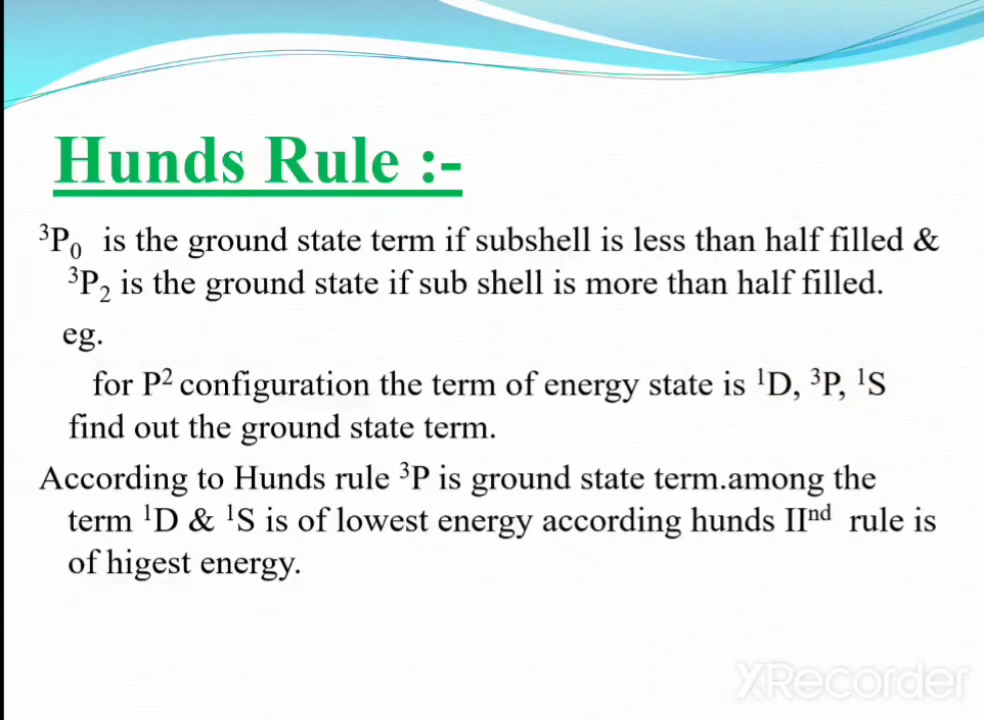 Hunds Rule :-
³P₀ is the ground state term if subshell is less than half filled &
³P₂ is the ground state if sub shell is more than half filled.
eg.
for P² configuration the term of energy state is ¹D, ³P, ¹S
find out the ground state term.
According to Hunds rule ³P is ground state term.among the
term ¹D & ¹S is of lowest energy according hunds IIⁿᵈ rule is
of higest energy.
XRecorder